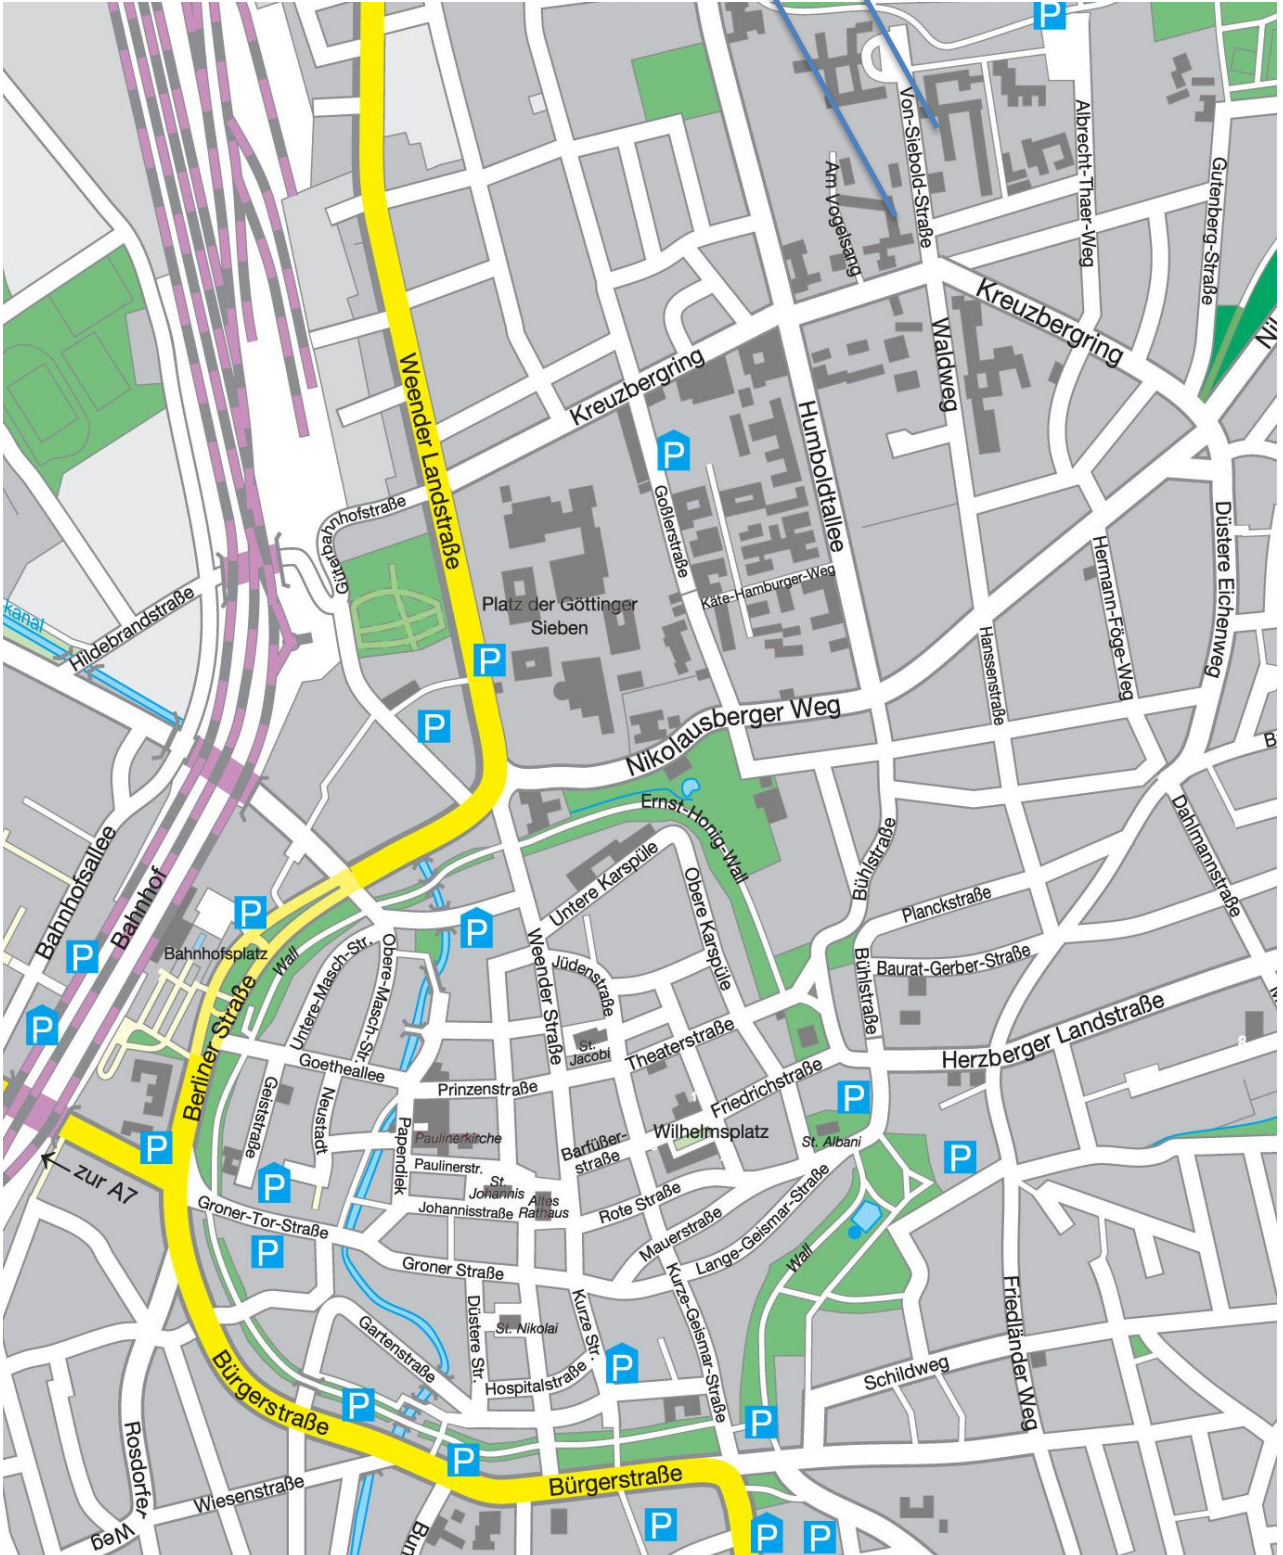 P
Von-Siebold-Straße
Albrecht-Thaer-Weg
Am Vogelsang
Gutenberg-Straße
Kreuzbergring
Weender Landstraße
Waldweg
Kreuzbergring
Humboldtallee
P
Goßlerstraße
Güterbahnhofstraße
Düstere Eichenweg
Hermann-Föge-Weg
Käte-Hamburger-Weg
Platz der Göttinger
Sieben
Hildebrandstraße
kanal
Hanssenstraße
P
P
Nikolausberger Weg
Ernst-Honig-Wall
Dahlmannstraße
Bühlstraße
Untere Karspüle
Obere Karspüle
Planckstraße
Bahnhofsallee
Bahnhof
P
P
P
Bahnhofsplatz
Wall
Untere-Masch-Str.
Obere-Masch-Str.
Weender Straße
Jüdenstraße
Bühlstraße
Baurat-Gerber-Straße
P
Berliner Straße
St.
Jacobi
Theaterstraße
Herzberger Landstraße
Goetheallee
Prinzenstraße
Friedrichstraße
P
Geiststraße
Neustadt
Papendiek
Paulinerkirche
Barfüßer-
straße
Wilhelmsplatz
St. Albani
P
P
zur A7
Paulinerstr.
P
St.
Johannis
Altes
Rathaus
Johannisstraße
Rote Straße
Groner-Tor-Straße
Mauerstraße
Lange-Geismar-Straße
Wall
P
Groner Straße
Kurze-Geismar-Straße
Friedländer Weg
Düstere Str.
St. Nikolai
Kurze Str.
Gartenstraße
Hospitalstraße
P
Schildweg
Bürgerstraße
P
P
Rosdorfer
Weg
Wiesenstraße
P
Bürgerstraße
P
P
P